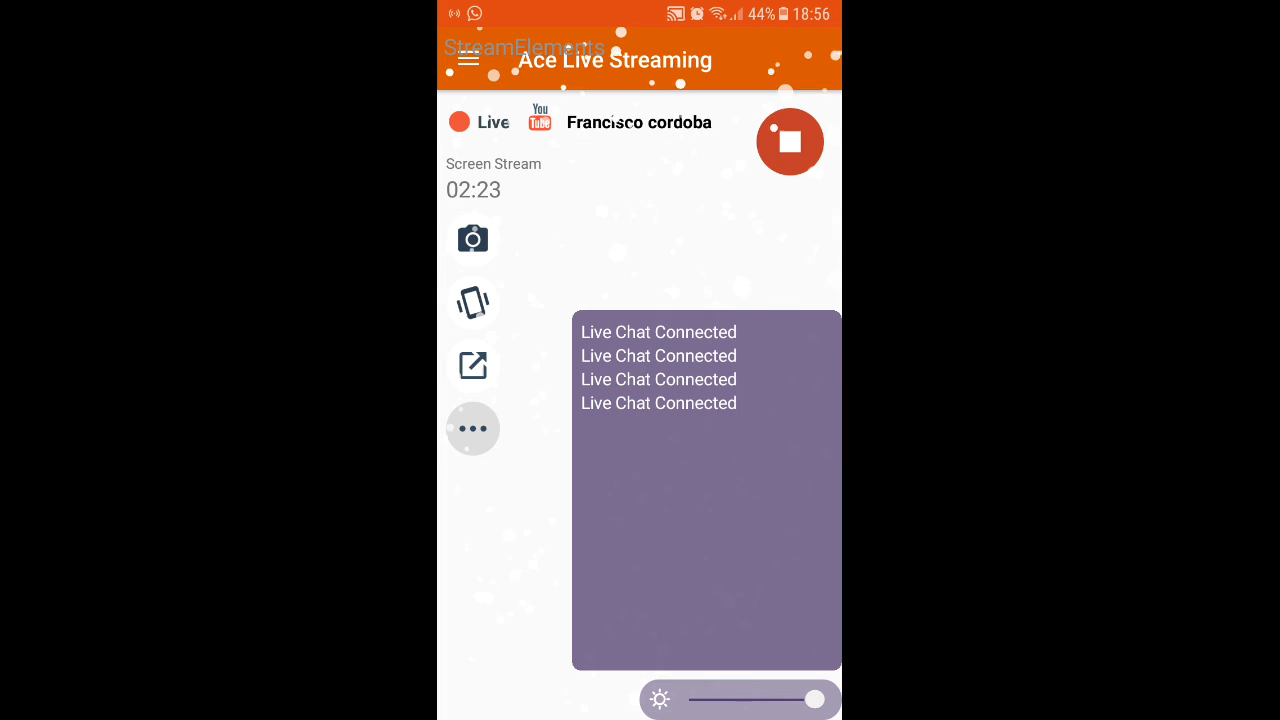 44% 18:56
StreamElements
Ace Live Streaming
Live You Tube Francisco cordoba
Screen Stream
02:23
Live Chat Connected
Live Chat Connected
Live Chat Connected
Live Chat Connected